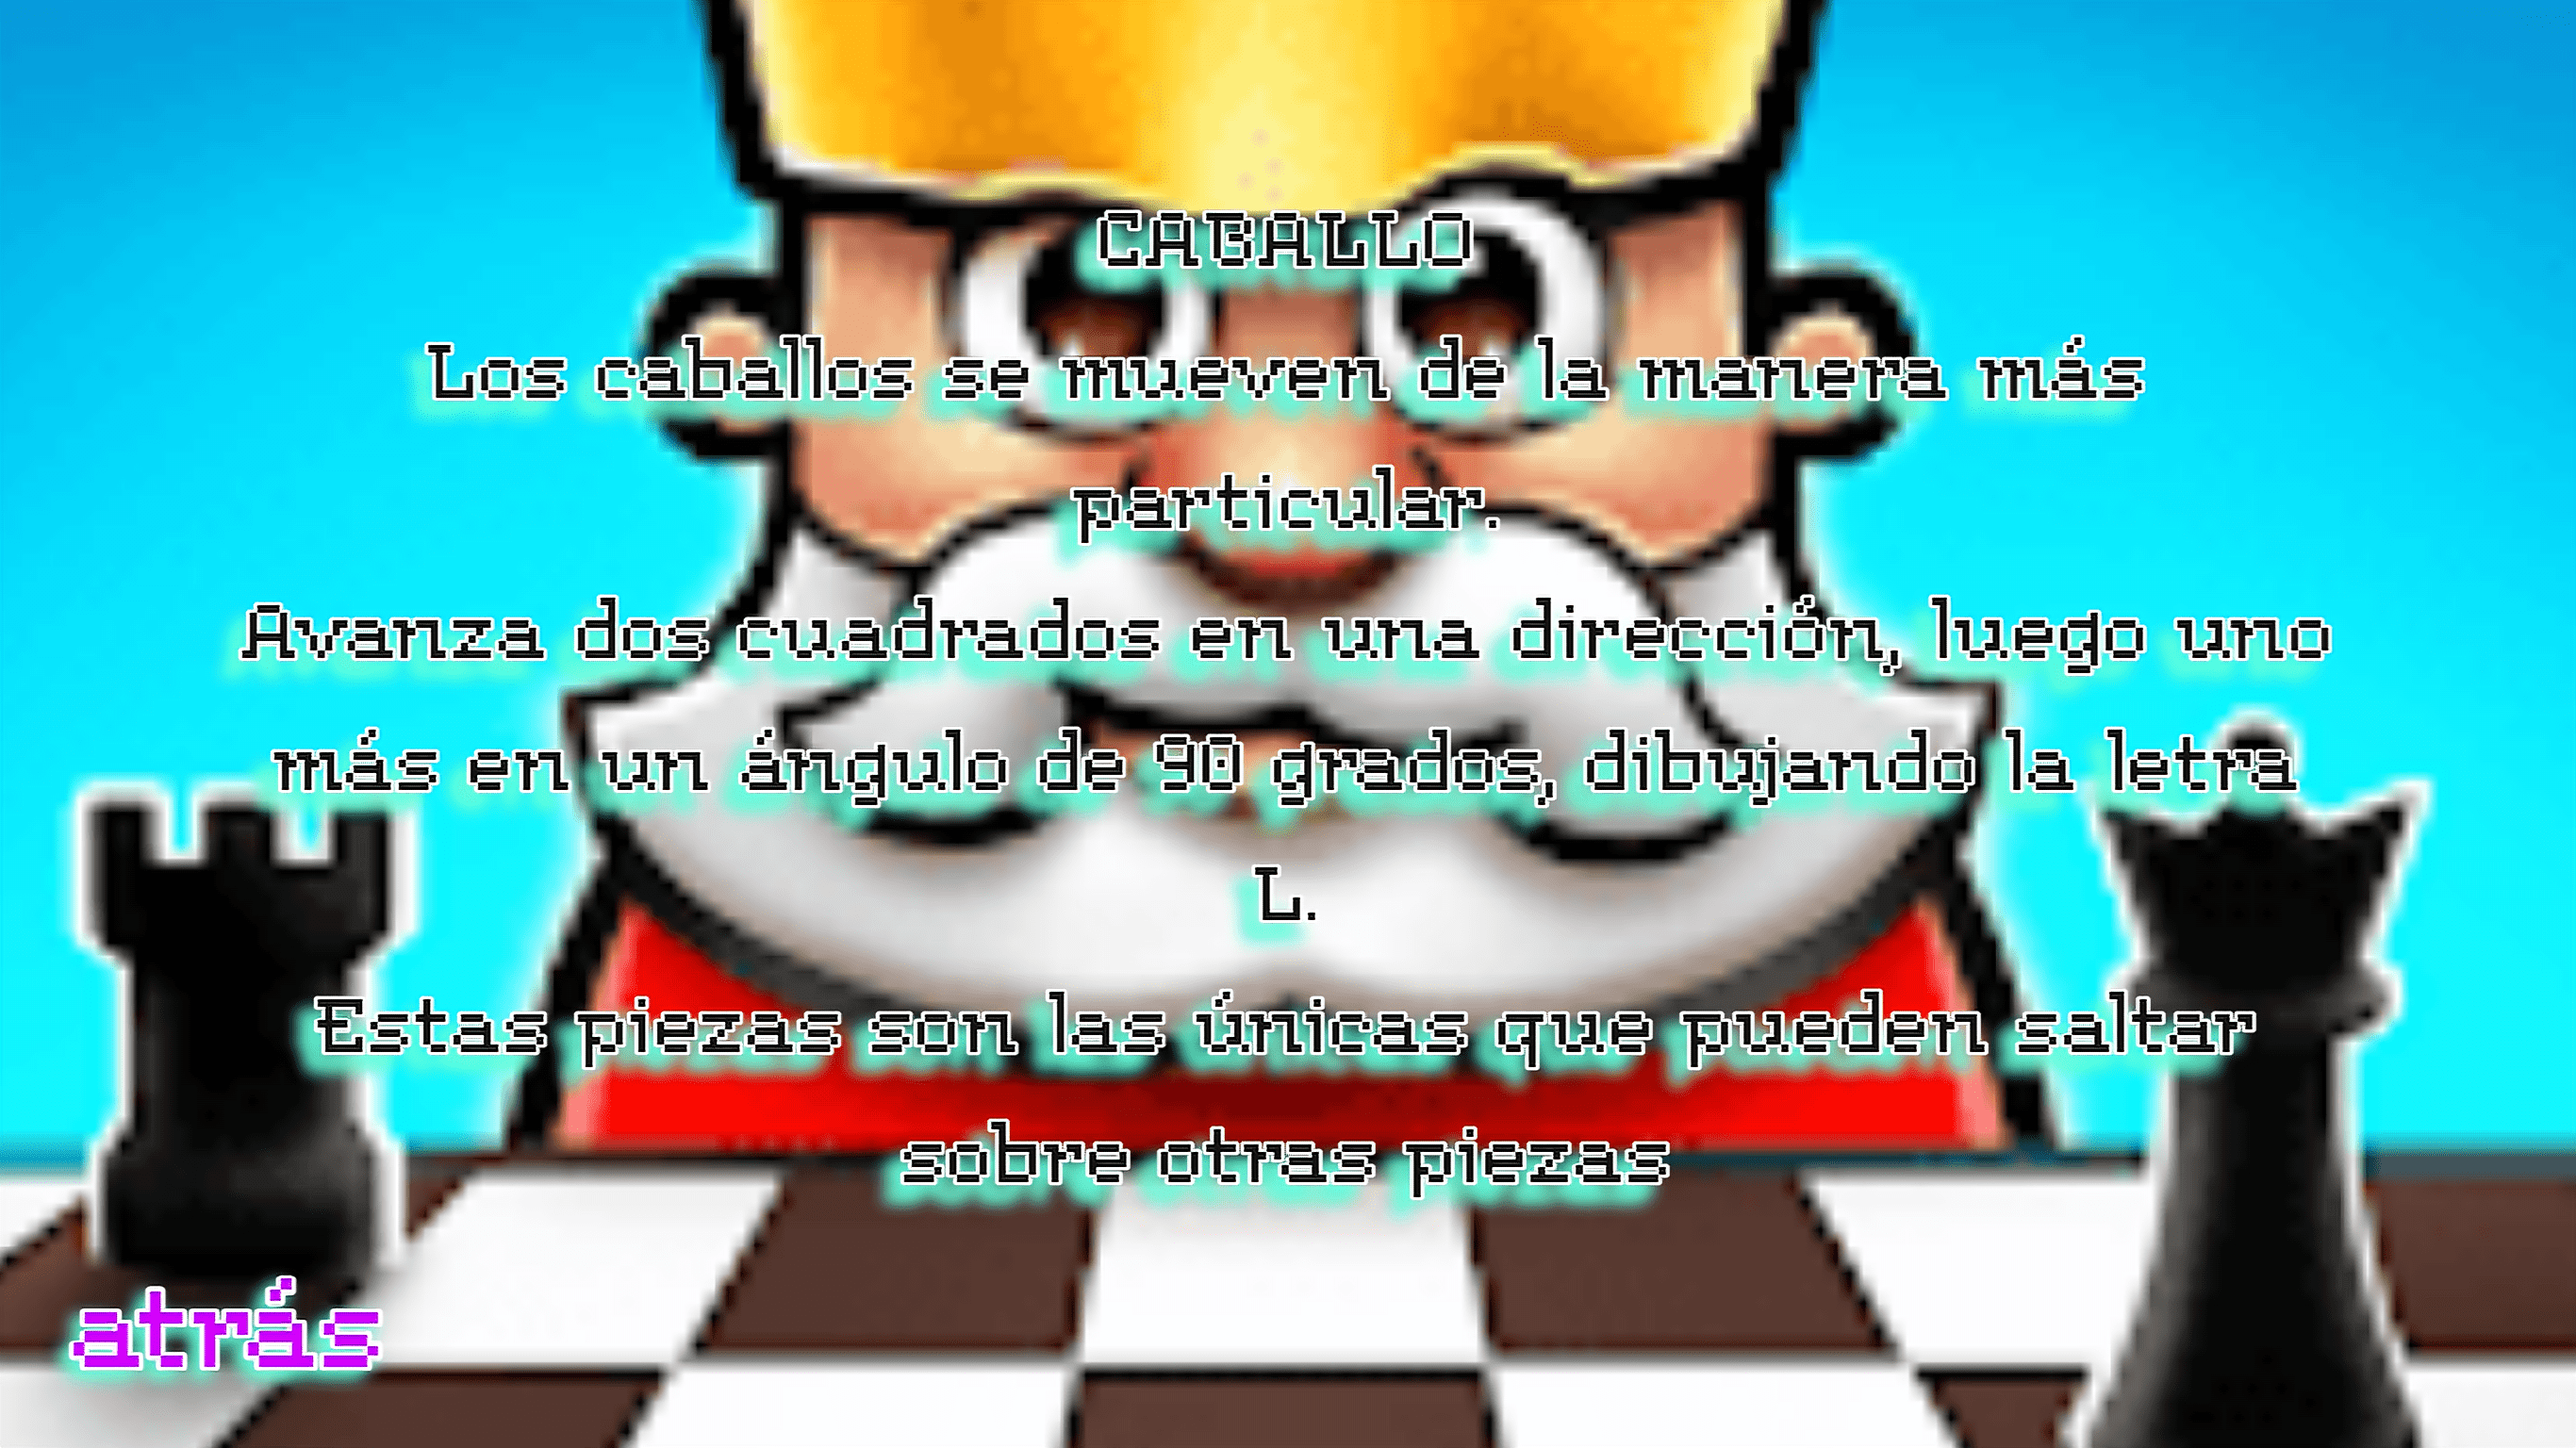 CABALLO
Los caballos se mueven de la manera más
particular.
Avanza dos cuadrados en una dirección, luego uno
más en un ángulo de 90 grados, dibujando la letra
L.
Estas piezas son las únicas que pueden saltar
sobre otras piezas
atrás